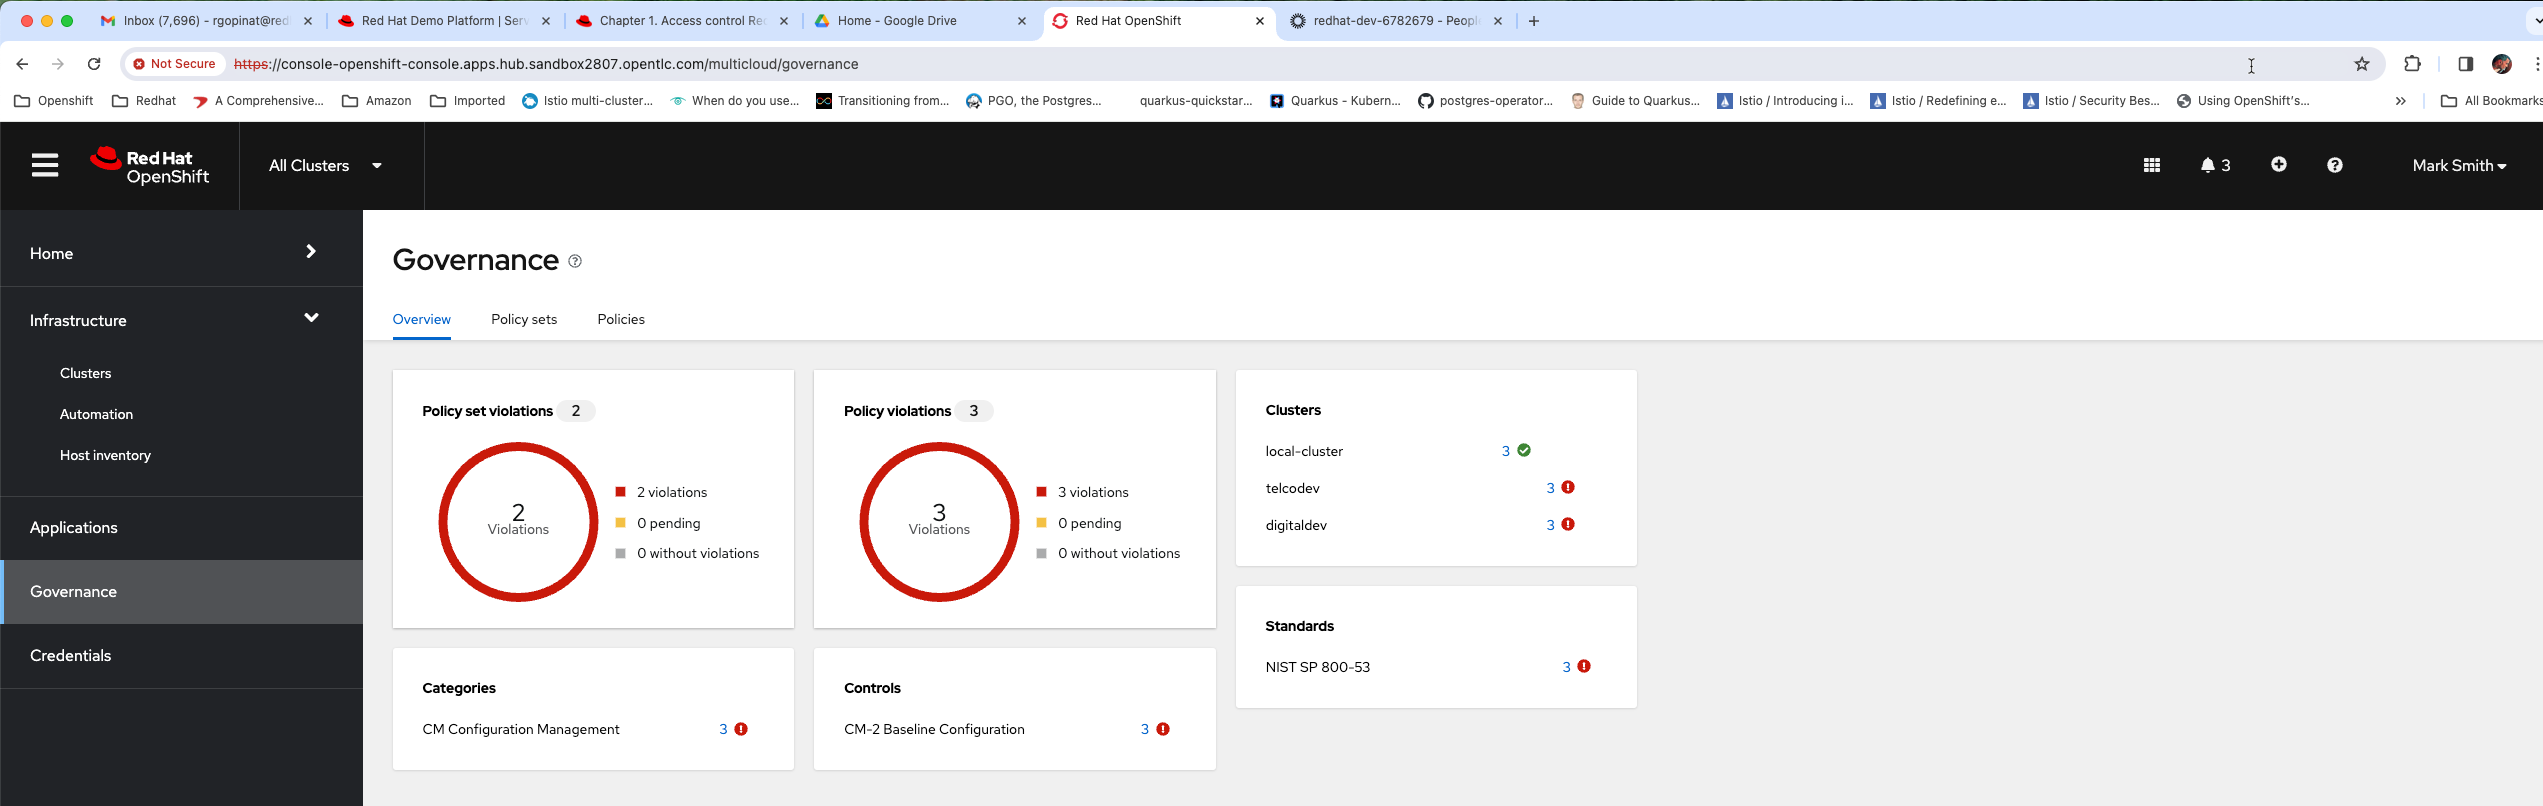 Inbox (7,696) - rgopinat@red
Red Hat Demo Platform | Serv
Chapter 1. Access control Red
Home - Google Drive
Red Hat OpenShift
redhat-dev-6782679 - People
Not Secure https://console-openshift-console.apps.hub.sandbox2807.opentlc.com/multicloud/governance
Openshift Redhat A Comprehensive... Amazon Imported Istio multi-cluster... When do you use... Transitioning from... PGO, the Postgres... quarkus-quickstar... Quarkus - Kubern... postgres-operator... Guide to Quarkus... Istio / Introducing i... Istio / Redefining e... Istio / Security Bes... Using OpenShift's... » All Bookmarks
Red Hat
OpenShift
All Clusters
3
Mark Smith
Home
Infrastructure
Clusters
Automation
Host inventory
Applications
Governance
Credentials
Governance
Overview Policy sets Policies
Policy set violations 2
2
Violations
2 violations
0 pending
0 without violations
Policy violations 3
3
Violations
3 violations
0 pending
0 without violations
Clusters
local-cluster 3
telcodev 3
digitaldev 3
Standards
NIST SP 800-53 3
Categories
CM Configuration Management 3
Controls
CM-2 Baseline Configuration 3